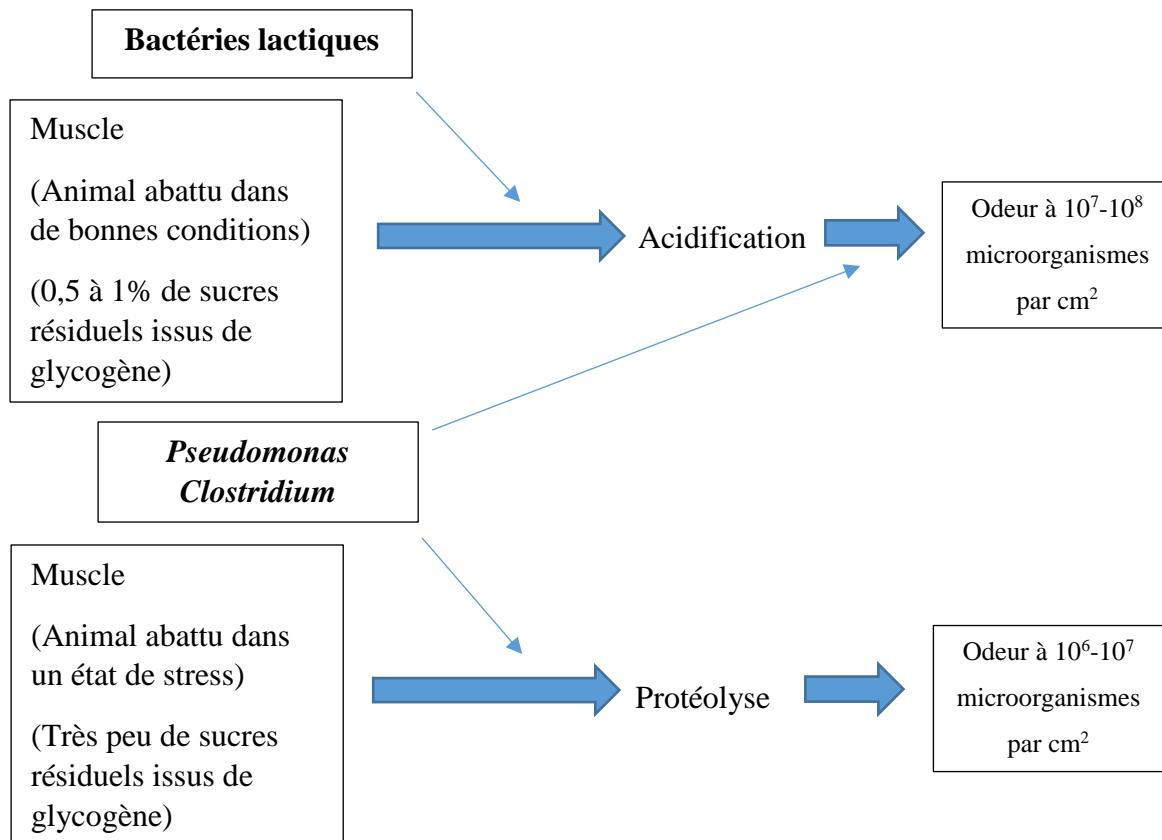 Bactéries lactiques
Muscle
(Animal abattu dans
de bonnes conditions)
(0,5 à 1% de sucres
résiduels issus de
glycogène)
Acidification
Odeur à 10⁷-10⁸
microorganismes
par cm²
Pseudomonas
Clostridium
Muscle
(Animal abattu dans
un état de stress)
(Très peu de sucres
résiduels issus de
glycogène)
Protéolyse
Odeur à 10⁶-10⁷
microorganismes
par cm²